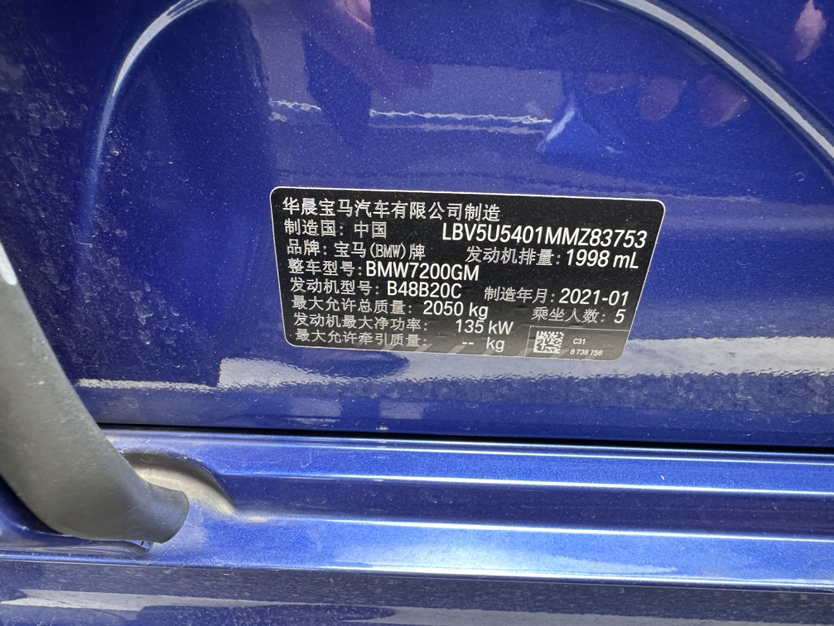 华晨宝马汽车有限公司制造
制造国: 中国 LBV5U5401MMZ83753
品牌: 宝马(BMW)牌 发动机排量: 1998 mL
整车型号: BMW7200GM
发动机型号: B48B20C 制造年月: 2021-01
最大允许总质量: 2050 kg 乘坐人数: 5
发动机最大净功率: 135 kW
最大允许牵引质量: -- kg
C31
8 738 756